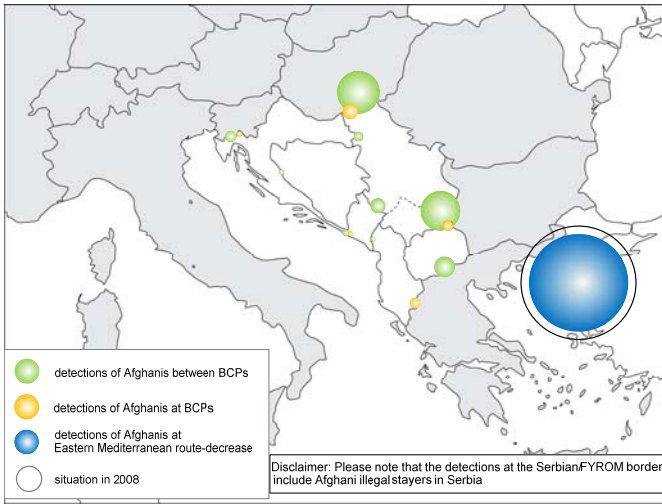 detections of Afghanis between BCPs
detections of Afghanis at BCPs
detections of Afghanis at
Eastern Mediterranean route-decrease
situation in 2008
Disclaimer: Please note that the detections at the Serbian/FYROM border
include Afghani illegal stayers in Serbia